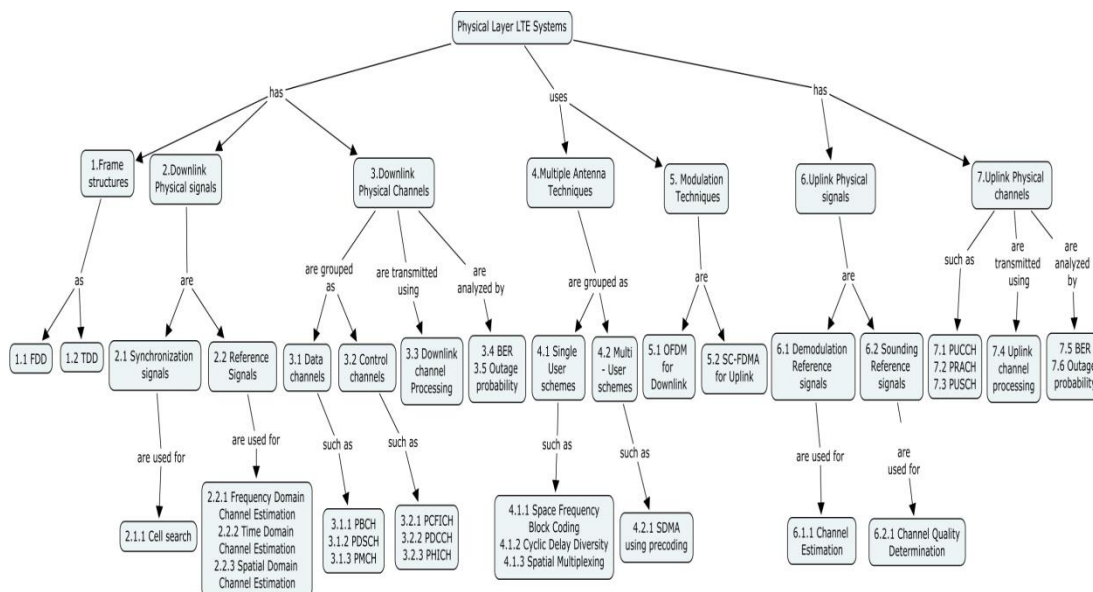 Physical Layer LTE Systems
has
uses
has
1.Frame
structures
2.Downlink
Physical signals
3.Downlink
Physical Channels
4.Multiple Antenna
Techniques
5. Modulation
Techniques
6.Uplink Physical
signals
7.Uplink Physical
channels
as
are
are grouped
as
are transmitted
using
are
analyzed by
are grouped as
are
are
such as
are
transmitted
using
are
analyzed
by
1.1 FDD
1.2 TDD
2.1 Synchronization
signals
2.2 Reference
Signals
3.1 Data
channels
3.2 Control
channels
3.3 Downlink
channel
Processing
3.4 BER
3.5 Outage
probability
4.1 Single
User
schemes
4.2 Multi
- User
schemes
5.1 OFDM
for
Downlink
5.2 SC-FDMA
for Uplink
6.1 Demodulation
Reference
signals
6.2 Sounding
Reference
signals
7.1 PUCCH
7.2 PRACH
7.3 PUSCH
7.4 Uplink
channel
processing
7.5 BER
7.6 Outage
probability
are used for
are used for
such as
such as
such as
such as
are used for
are
used for
2.1.1 Cell search
2.2.1 Frequency Domain
Channel Estimation
2.2.2 Time Domain
Channel Estimation
2.2.3 Spatial Domain
Channel Estimation
3.1.1 PBCH
3.1.2 PDSCH
3.1.3 PMCH
3.2.1 PCFICH
3.2.2 PDCCH
3.2.3 PHICH
4.1.1 Space Frequency
Block Coding
4.1.2 Cyclic Delay Diversity
4.1.3 Spatial Multiplexing
4.2.1 SDMA
using precoding
6.1.1 Channel
Estimation
6.2.1 Channel Quality
Determination